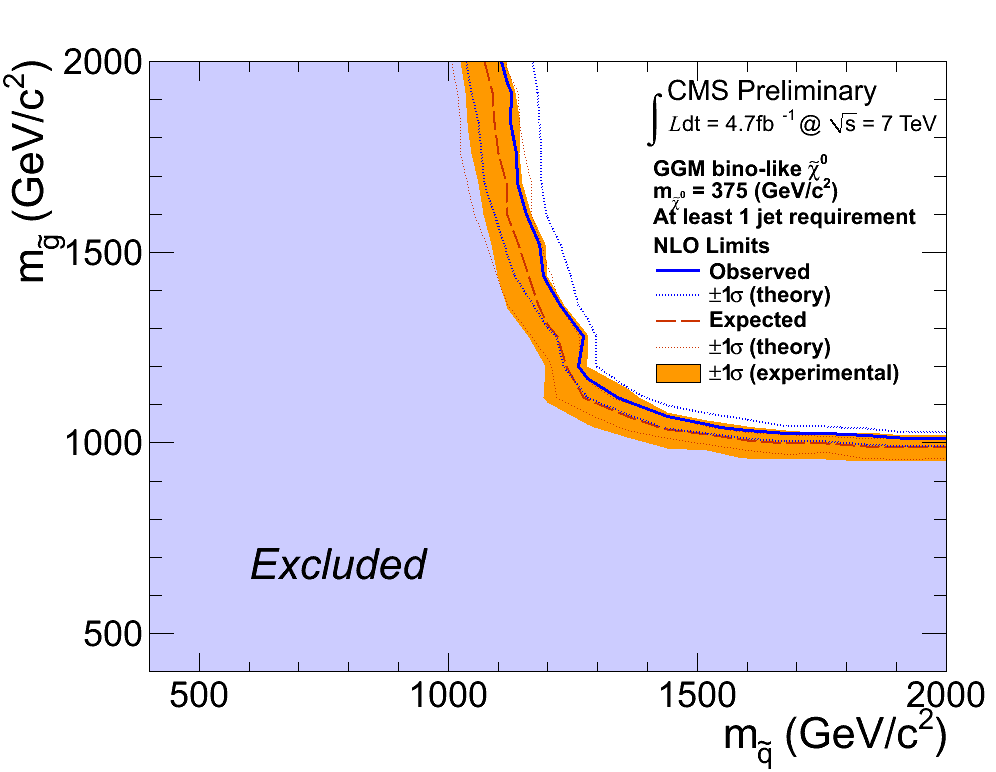 2000
1500
1000
500
m_g̃ (GeV/c²)
CMS Preliminary
∫ Ldt = 4.7fb ⁻¹ @ √s = 7 TeV
GGM bino-like χ̃⁰
m_χ̃⁰ = 375 (GeV/c²)
At least 1 jet requirement
NLO Limits
Observed
±1σ (theory)
Expected
±1σ (theory)
±1σ (experimental)
Excluded
500 1000 1500 2000
m_q̃ (GeV/c²)